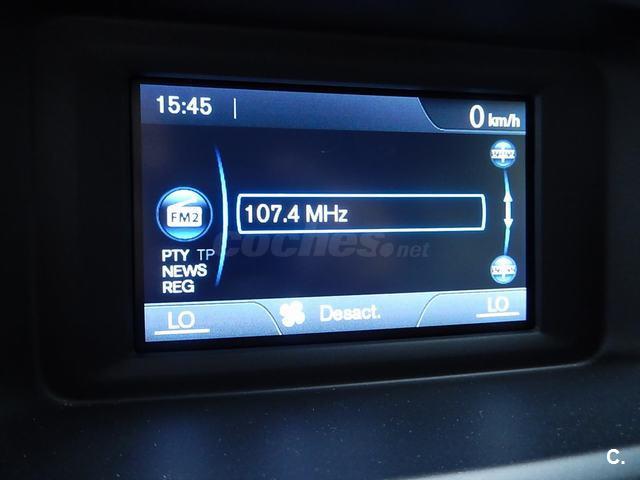 15:45
0 km/h
FM2
107.4 MHz
coches.net
PTY TP
NEWS
REG
LO Desact. LO
C.